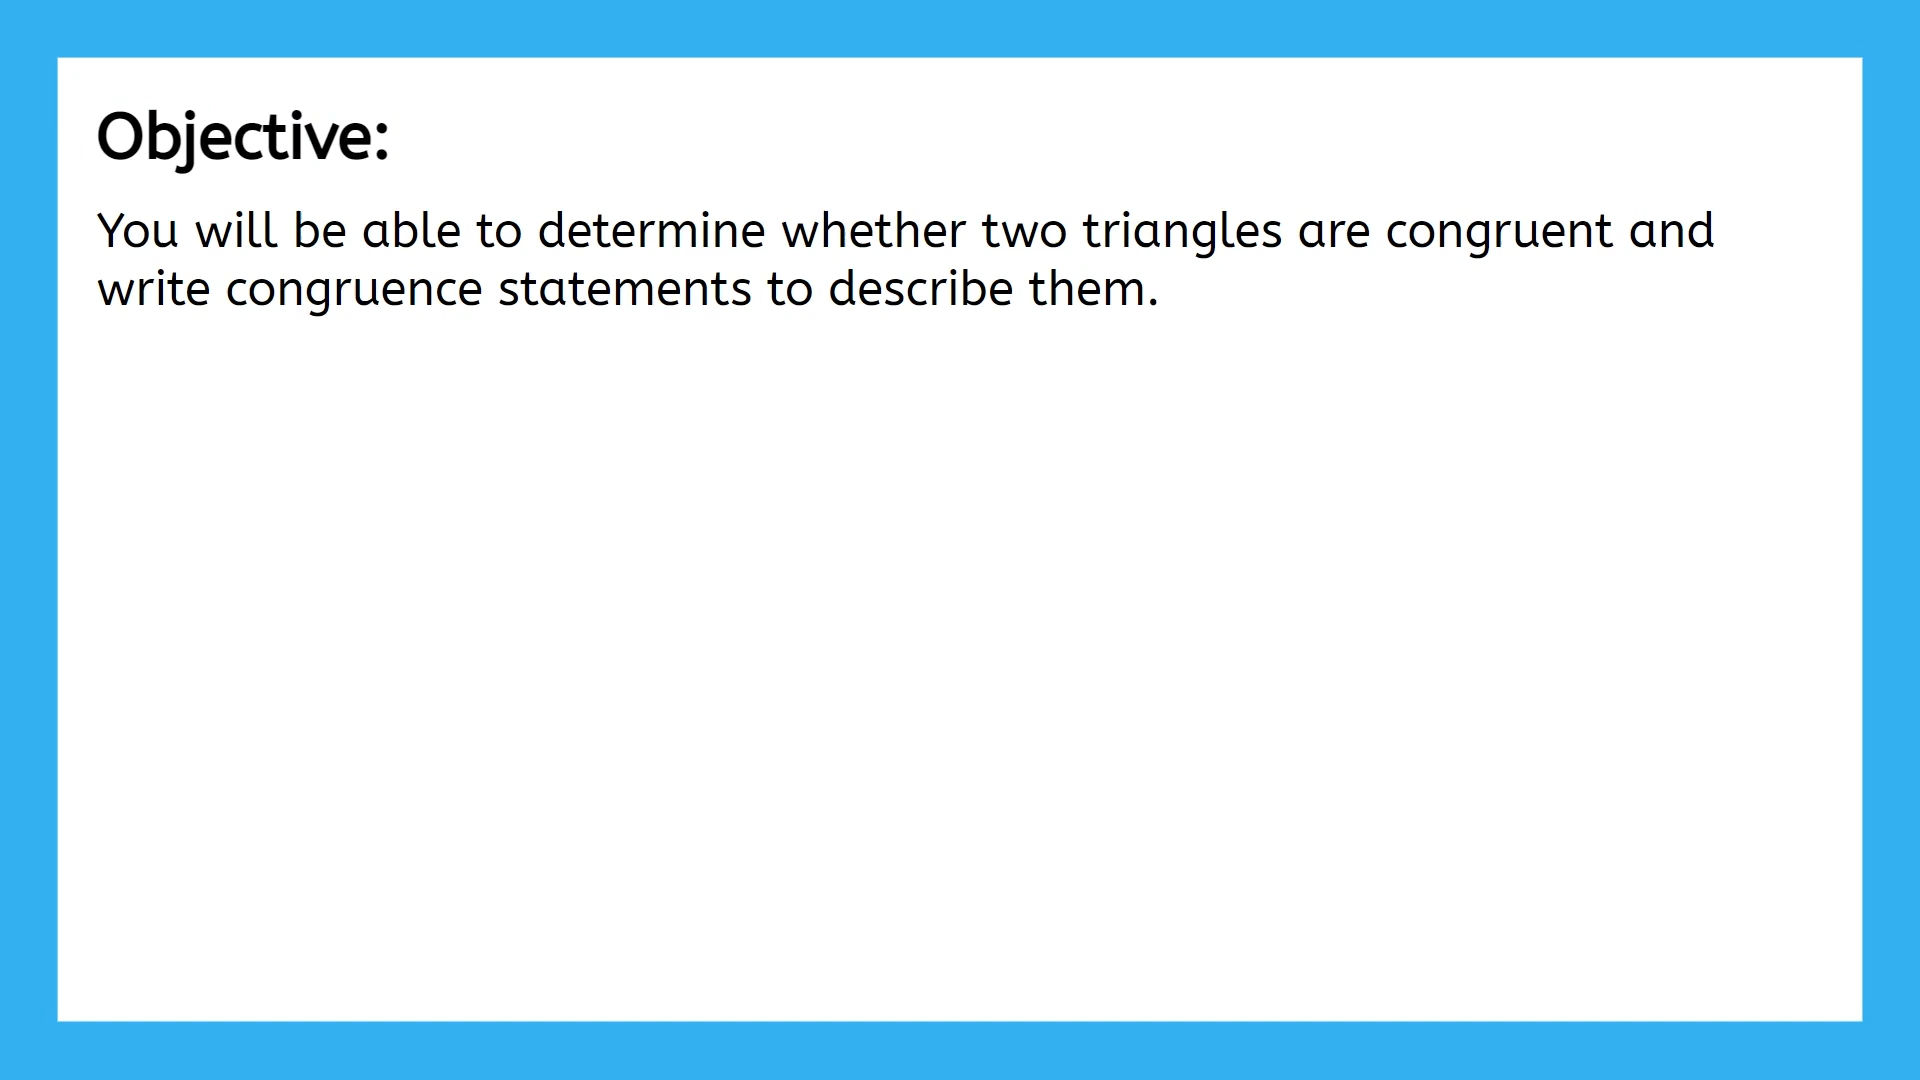 Objective:
You will be able to determine whether two triangles are congruent and
write congruence statements to describe them.